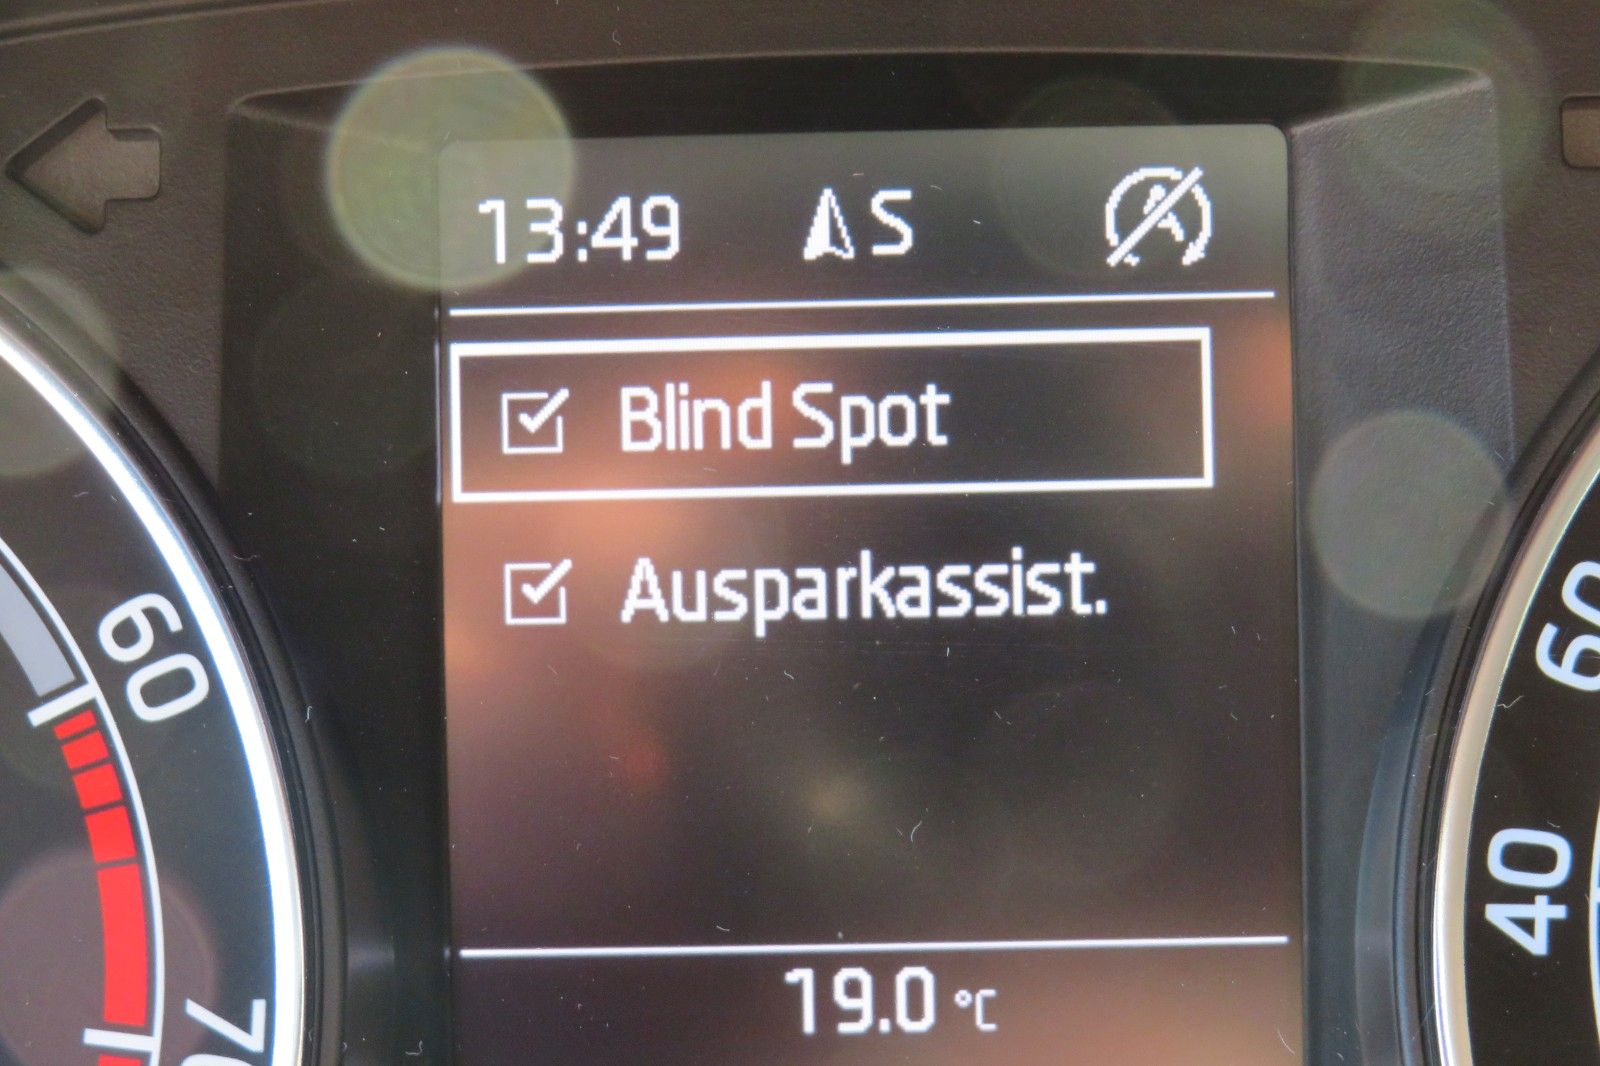 13:49 S
Blind Spot
Ausparkassist.
19.0 °C
60
70
60
40